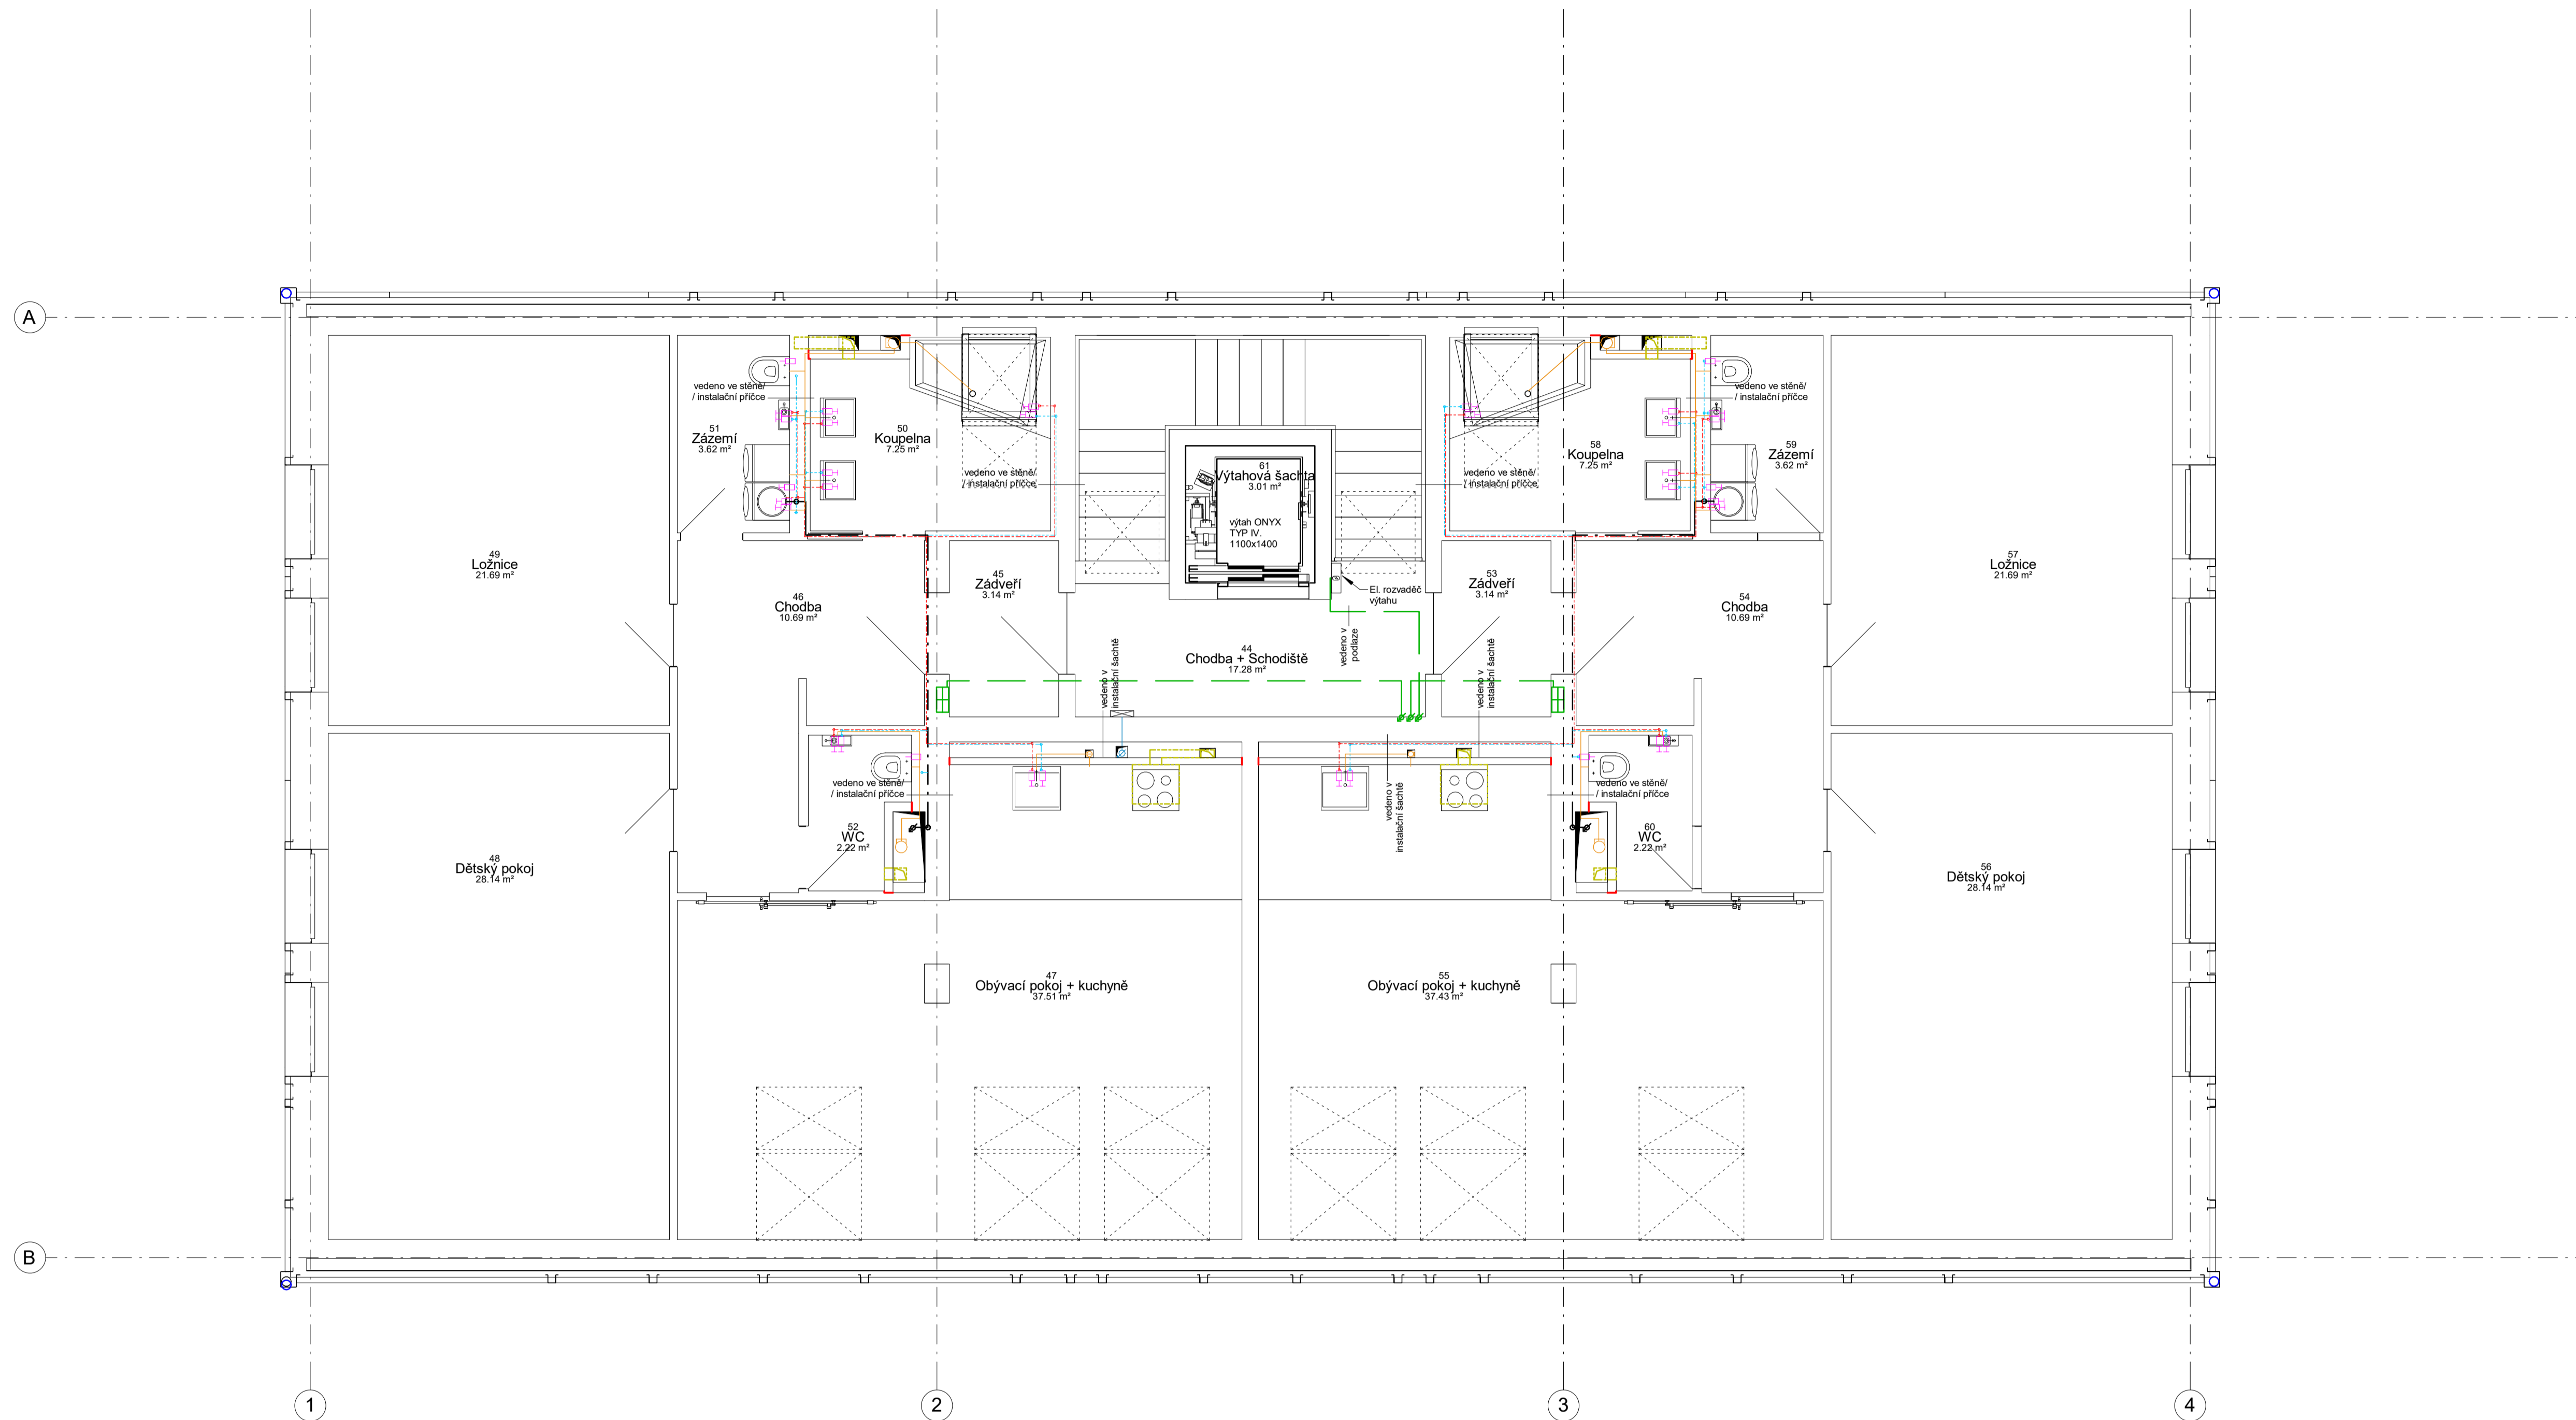 A
vedeno ve stěně/
/ instalační příčce
51
Zázemí
3.62 m²
50
Koupelna
7.25 m²
vedeno ve stěně/
/ instalační příčce
61
Výtahová šachta
3.01 m²
výtah ONYX
TYP IV.
1100x1400
vedeno ve stěně/
/ instalační příčce
58
Koupelna
7.25 m²
vedeno ve stěně/
/ instalační příčce
59
Zázemí
3.62 m²
49
Ložnice
21.69 m²
46
Chodba
10.69 m²
45
Zádveří
3.14 m²
El. rozvaděč
výtahu
53
Zádveří
3.14 m²
54
Chodba
10.69 m²
57
Ložnice
21.69 m²
44
Chodba + Schodiště
17.28 m²
vedeno v
instalační šachtě
vedeno v
podlaze
vedeno v
instalační šachtě
vedeno ve stěně/
/ instalační příčce
vedeno v
instalační šachtě
vedeno ve stěně/
/ instalační příčce
48
Dětský pokoj
28.14 m²
52
WC
2.22 m²
60
WC
2.22 m²
56
Dětský pokoj
28.14 m²
47
Obývací pokoj + kuchyně
37.51 m²
55
Obývací pokoj + kuchyně
37.43 m²
B
1
2
3
4